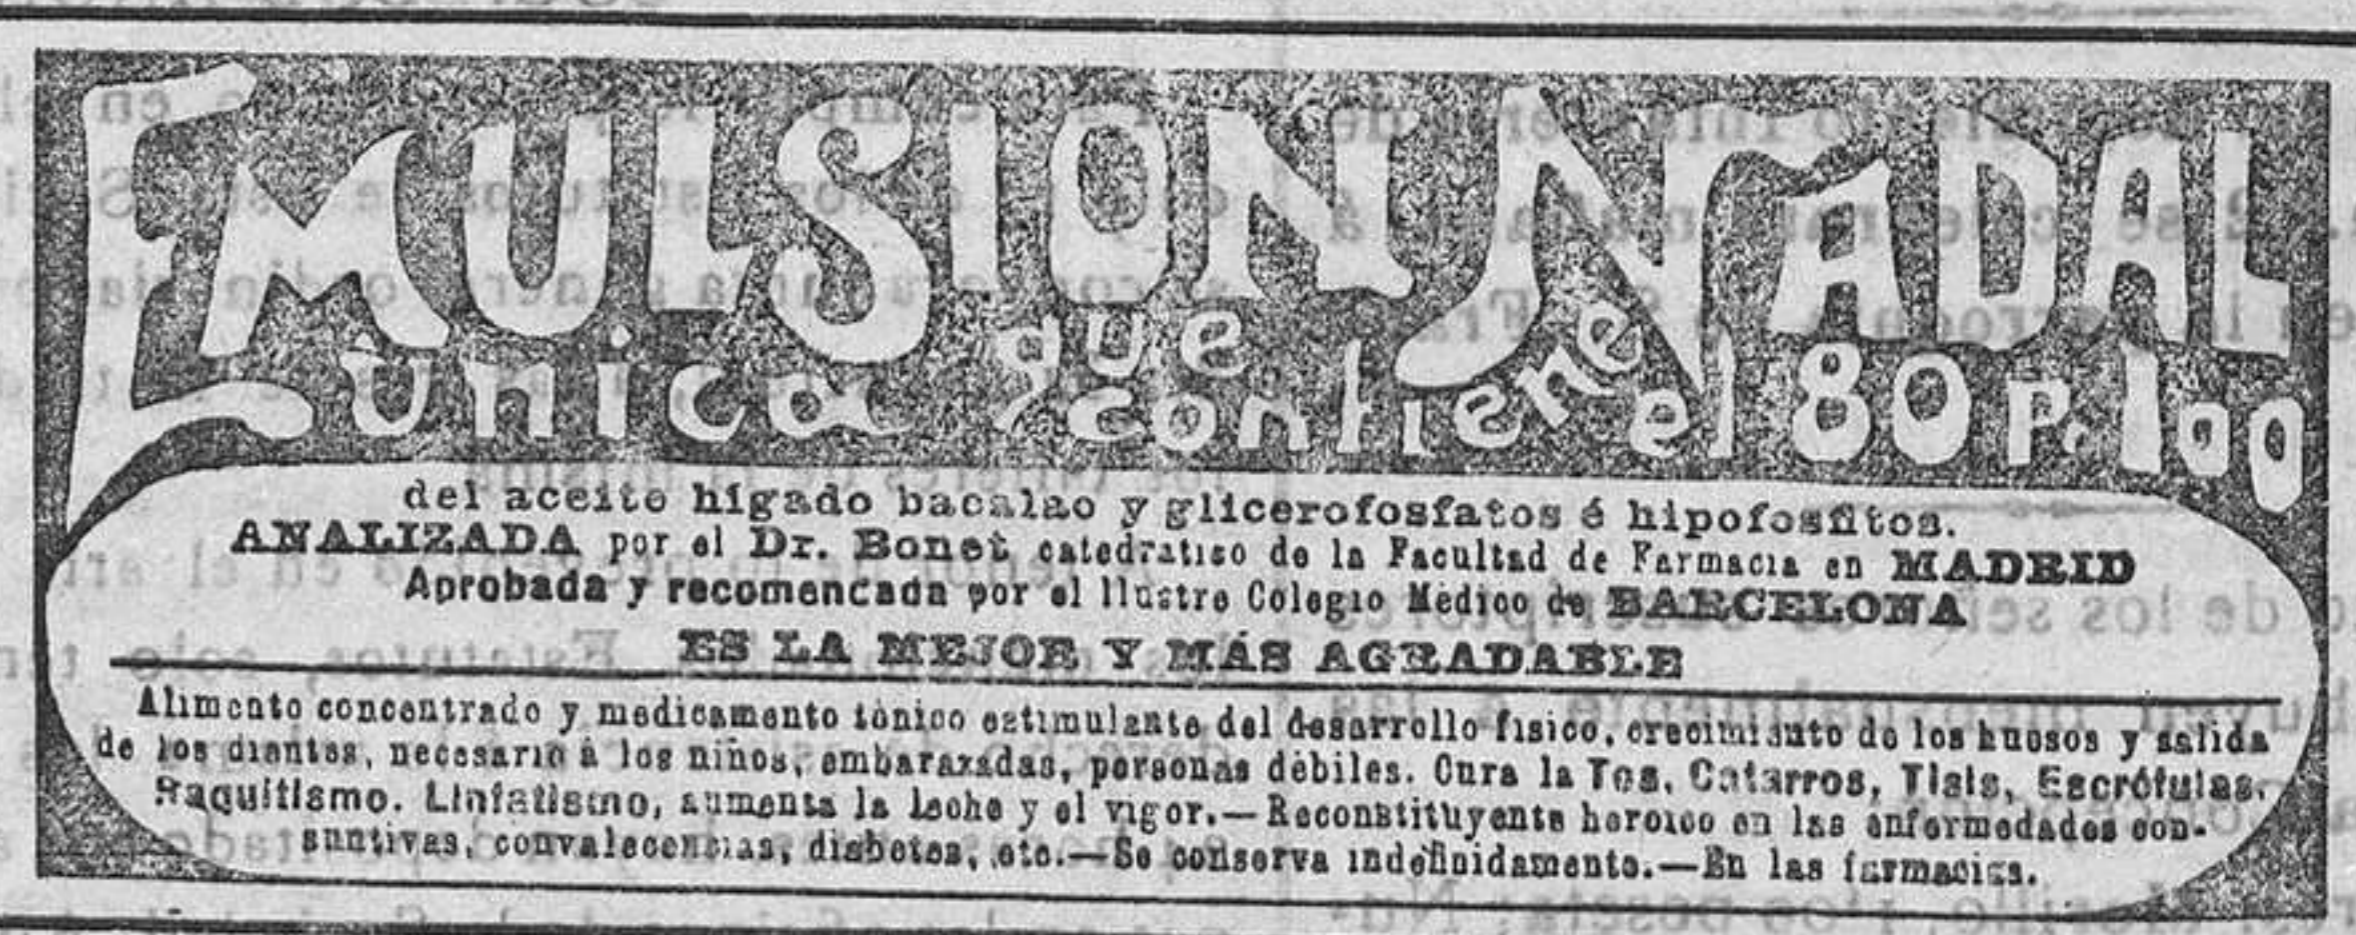 EMULSION NADAL
única que contiene el 80 p. 100
del aceite hígado bacalao y glicerofosfatos é hipofosfitos.
ANALIZADA por el Dr. Bonet catedrático de la Facultad de Farmacia en MADRID
Aprobada y recomendada por el Ilustre Colegio Médico de BARCELONA
ES LA MEJOR Y MÁS AGRADABLE
Alimento concentrado y medicamento tónico estimulante del desarrollo físico, crecimiento de los huesos y salida
de los dientes, necesario á los niños, embarazadas, personas débiles. Cura la Tos, Catarros, Tisis, Escrófulas,
Raquitismo. Linfatismo, aumenta la leche y el vigor.—Reconstituyente heroico en las enfermedades con-
suntivas, convalecencias, diabetes, etc.—Se conserva indefinidamente.—En las farmacias.